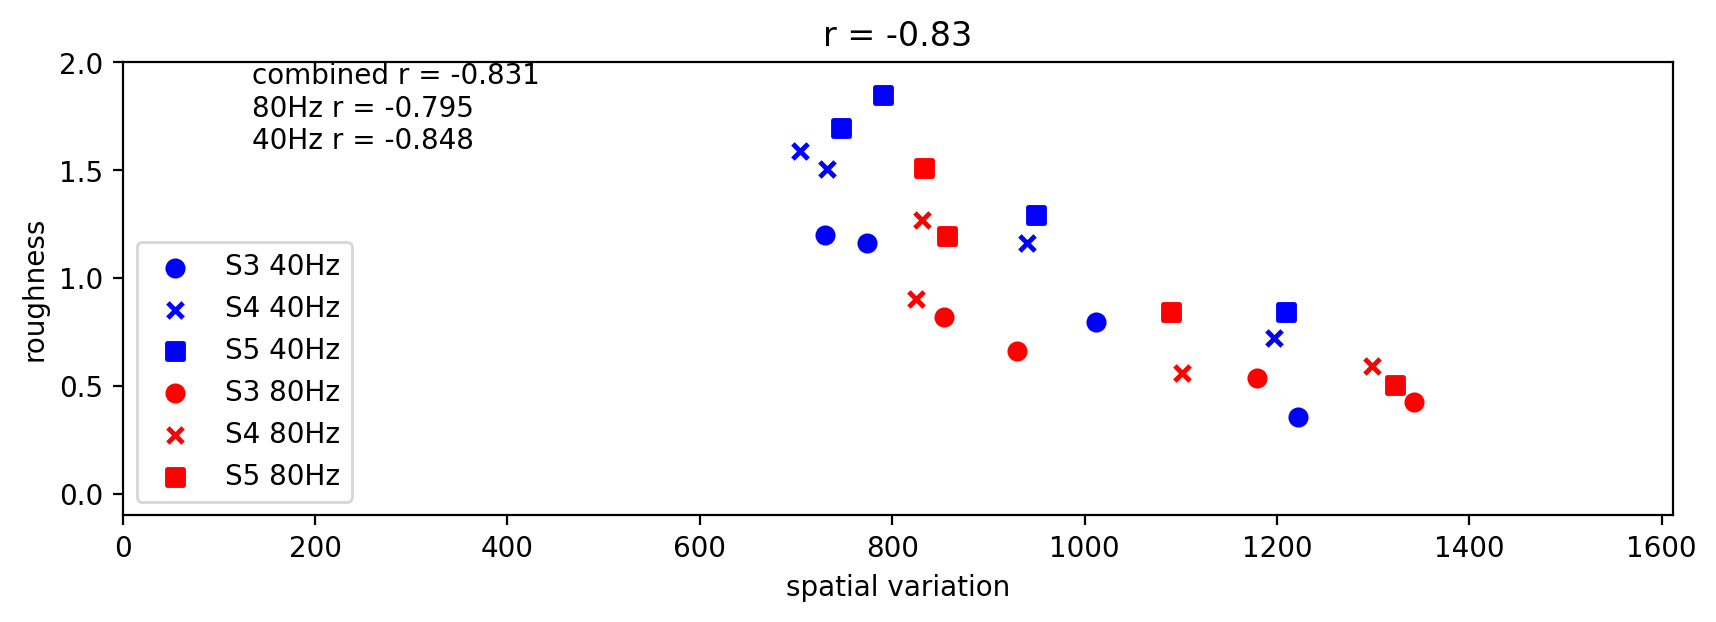 r = -0.83
combined r = -0.831
80Hz r = -0.795
40Hz r = -0.848
2.0
1.5
1.0
0.5
0.0
roughness
S3 40Hz
S4 40Hz
S5 40Hz
S3 80Hz
S4 80Hz
S5 80Hz
0 200 400 600 800 1000 1200 1400 1600
spatial variation